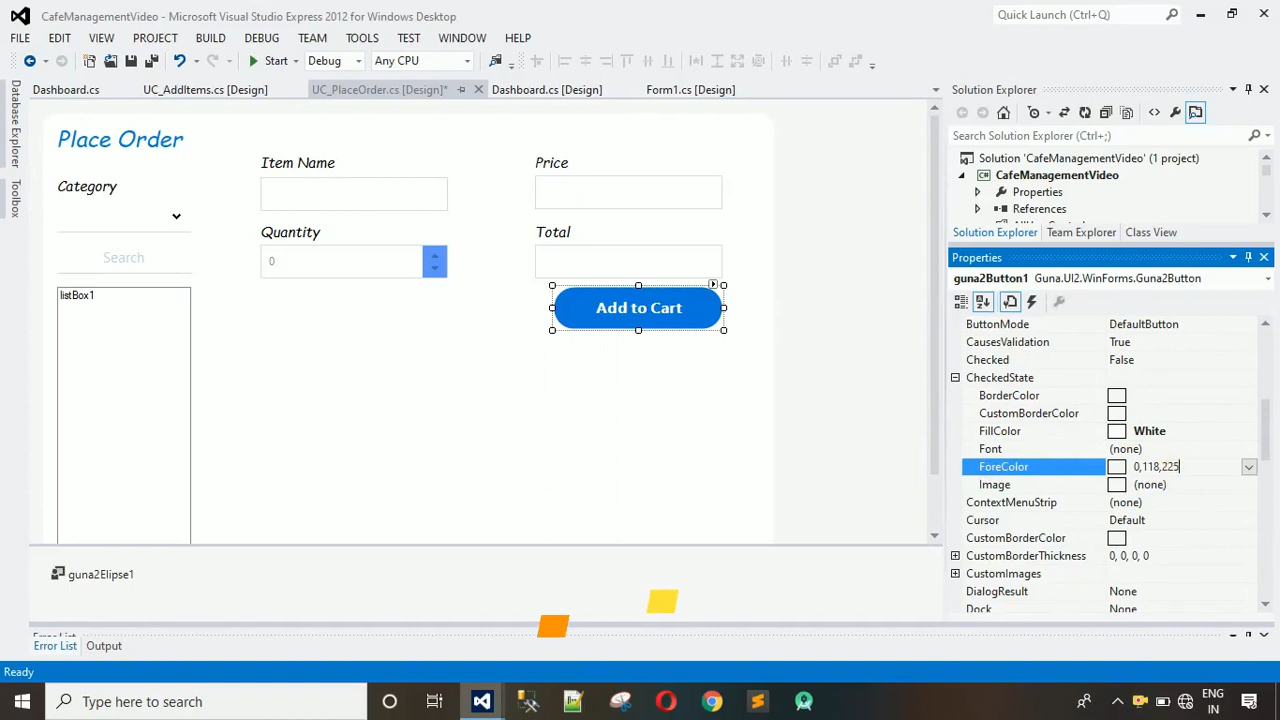 CafeManagementVideo - Microsoft Visual Studio Express 2012 for Windows Desktop
Quick Launch (Ctrl+Q)
FILE EDIT VIEW PROJECT BUILD DEBUG TEAM TOOLS TEST WINDOW HELP
Start Debug Any CPU
Database Explorer
Toolbox
Dashboard.cs UC_AddItems.cs [Design] UC_PlaceOrder.cs [Design]* Dashboard.cs [Design] Form1.cs [Design]
Place Order
Category
Search
listBox1
Item Name
Quantity
0
Price
Total
Add to Cart
guna2Elipse1
Error List
Error List Output
Solution Explorer
Search Solution Explorer (Ctrl+;)
Solution 'CafeManagementVideo' (1 project)
CafeManagementVideo
Properties
References
Solution Explorer Team Explorer Class View
Properties
guna2Button1 Guna.UI2.WinForms.Guna2Button
ButtonMode DefaultButton
CausesValidation True
Checked False
CheckedState
BorderColor
CustomBorderColor
FillColor White
Font (none)
ForeColor 0,118,225
Image (none)
ContextMenuStrip (none)
Cursor Default
CustomBorderColor
CustomBorderThickness 0, 0, 0, 0
CustomImages
DialogResult None
Dock None
Ready
Type here to search
ENG
IN